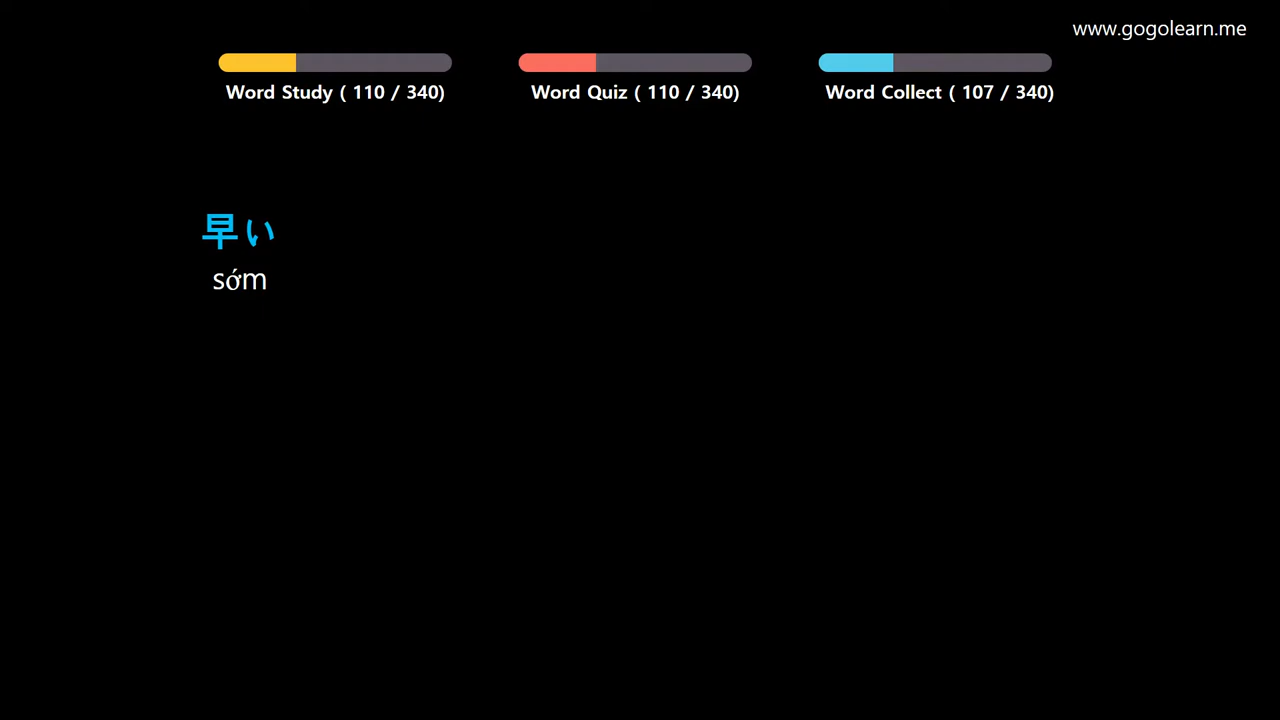 www.gogolearn.me
Word Study ( 110 / 340)
Word Quiz ( 110 / 340)
Word Collect ( 107 / 340)
早い
sớm